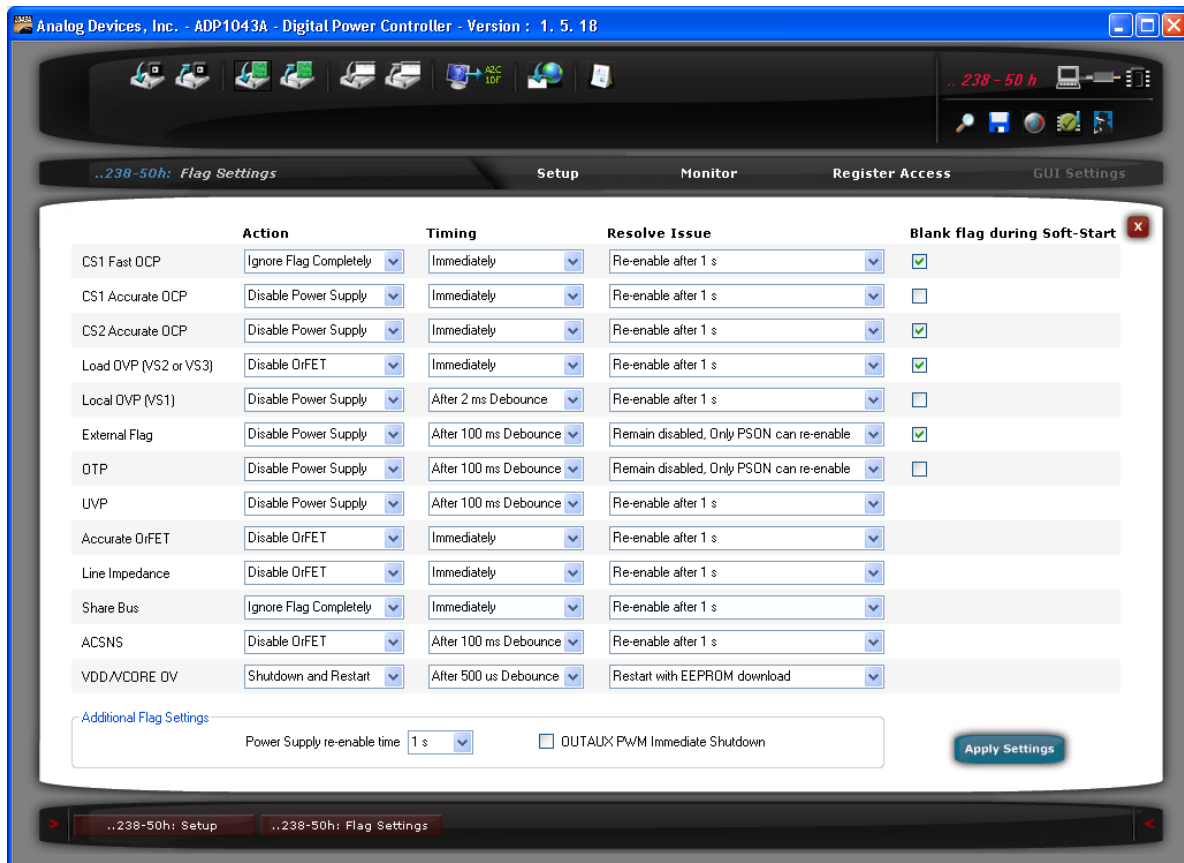 Analog Devices, Inc. - ADP1043A - Digital Power Controller - Version : 1. 5. 18
A2C
1DF
.. 238 - 50 h
..238-50h: Flag Settings Setup Monitor Register Access GUI Settings
Action Timing Resolve Issue Blank flag during Soft-Start x
CS1 Fast OCP Ignore Flag Completely Immediately Re-enable after 1 s
CS1 Accurate OCP Disable Power Supply Immediately Re-enable after 1 s
CS2 Accurate OCP Disable Power Supply Immediately Re-enable after 1 s
Load OVP (VS2 or VS3) Disable OrFET Immediately Re-enable after 1 s
Local OVP (VS1) Disable Power Supply After 2 ms Debounce Re-enable after 1 s
External Flag Disable Power Supply After 100 ms Debounce Remain disabled, Only PSON can re-enable
OTP Disable Power Supply After 100 ms Debounce Remain disabled, Only PSON can re-enable
UVP Disable Power Supply After 100 ms Debounce Re-enable after 1 s
Accurate OrFET Disable OrFET Immediately Re-enable after 1 s
Line Impedance Disable OrFET Immediately Re-enable after 1 s
Share Bus Ignore Flag Completely Immediately Re-enable after 1 s
ACSNS Disable OrFET After 100 ms Debounce Re-enable after 1 s
VDD/VCORE OV Shutdown and Restart After 500 us Debounce Restart with EEPROM download
Additional Flag Settings
Power Supply re-enable time 1 s OUTAUX PWM Immediate Shutdown
Apply Settings
> ..238-50h: Setup ..238-50h: Flag Settings <